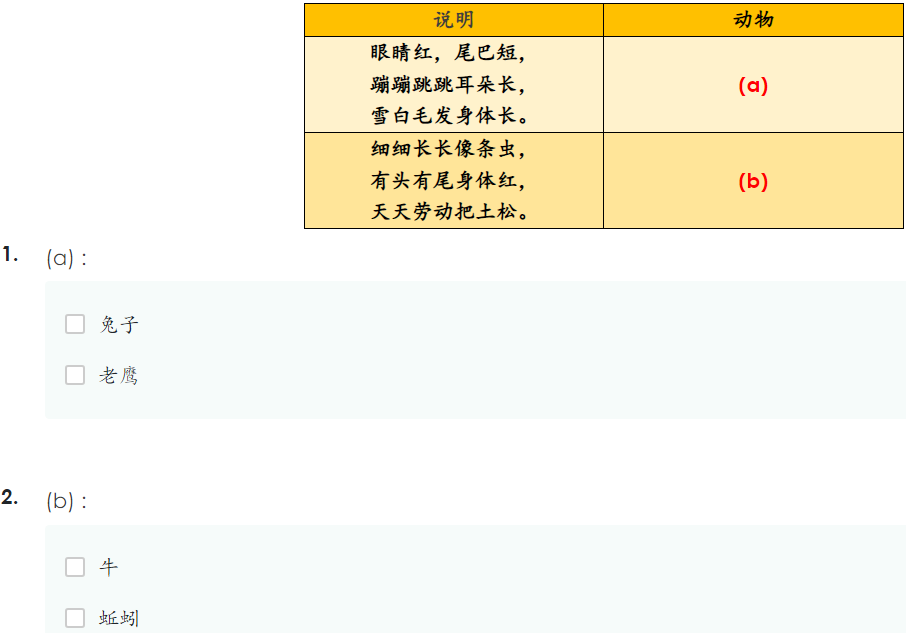 说明
动物
眼睛红，尾巴短，
蹦蹦跳跳耳朵长，
雪白毛发身体长。
(a)
细细长长像条虫，
有头有尾身体红，
天天劳动把土松。
(b)
1. (a) :
兔子
老鹰
2. (b) :
牛
蚯蚓